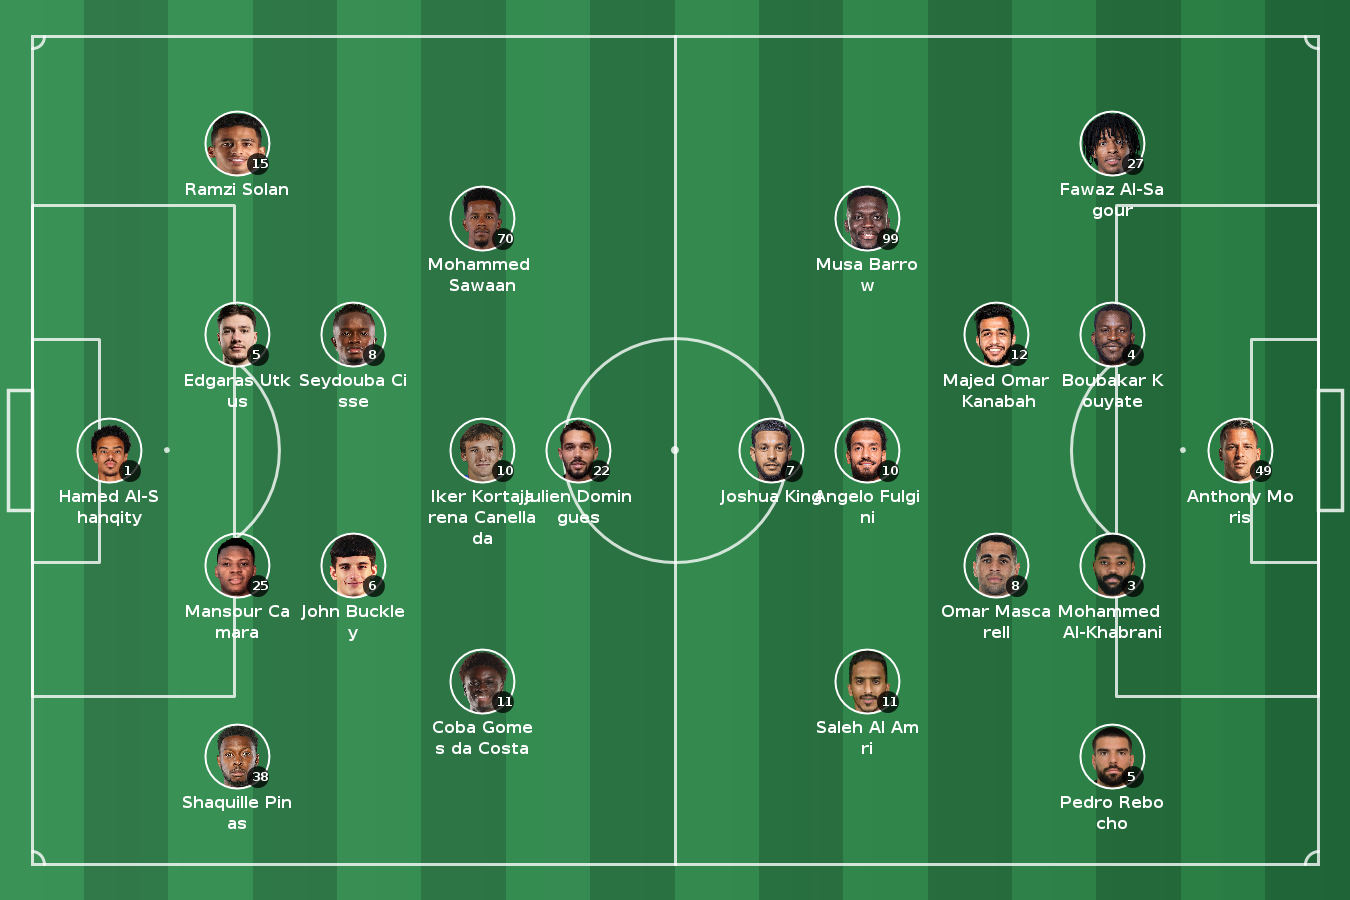 15
Ramzi Solan
27
Fawaz Al-Sa
gour
70
Mohammed
Sawaan
99
Musa Barro
w
5
Edgaras Utk
us
8
Seydouba Ci
sse
12
Majed Omar
Kanabah
4
Boubakar K
ouyate
1
Hamed Al-S
hanqity
10
Iker Kortaja
rena Canella
da
22
Julien Domin
gues
7
Joshua King
10
Angelo Fulgi
ni
49
Anthony Mo
ris
25
Mansour Ca
mara
6
John Buckle
y
8
Omar Masca
rell
3
Mohammed
Al-Khabrani
11
Coba Gome
s da Costa
11
Saleh Al Am
ri
38
Shaquille Pin
as
5
Pedro Rebo
cho